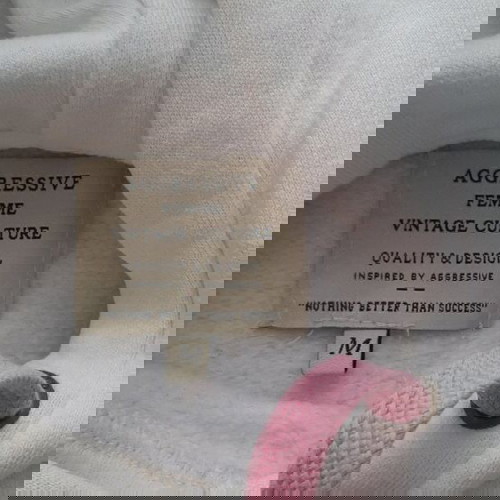 AGGRESSIVE
FEMME
VINTAGE CULTURE
QUALITY & DESIGN
INSPIRED BY AGGRESSIVE
"NOTHING BETTER THAN SUCCESS"
M